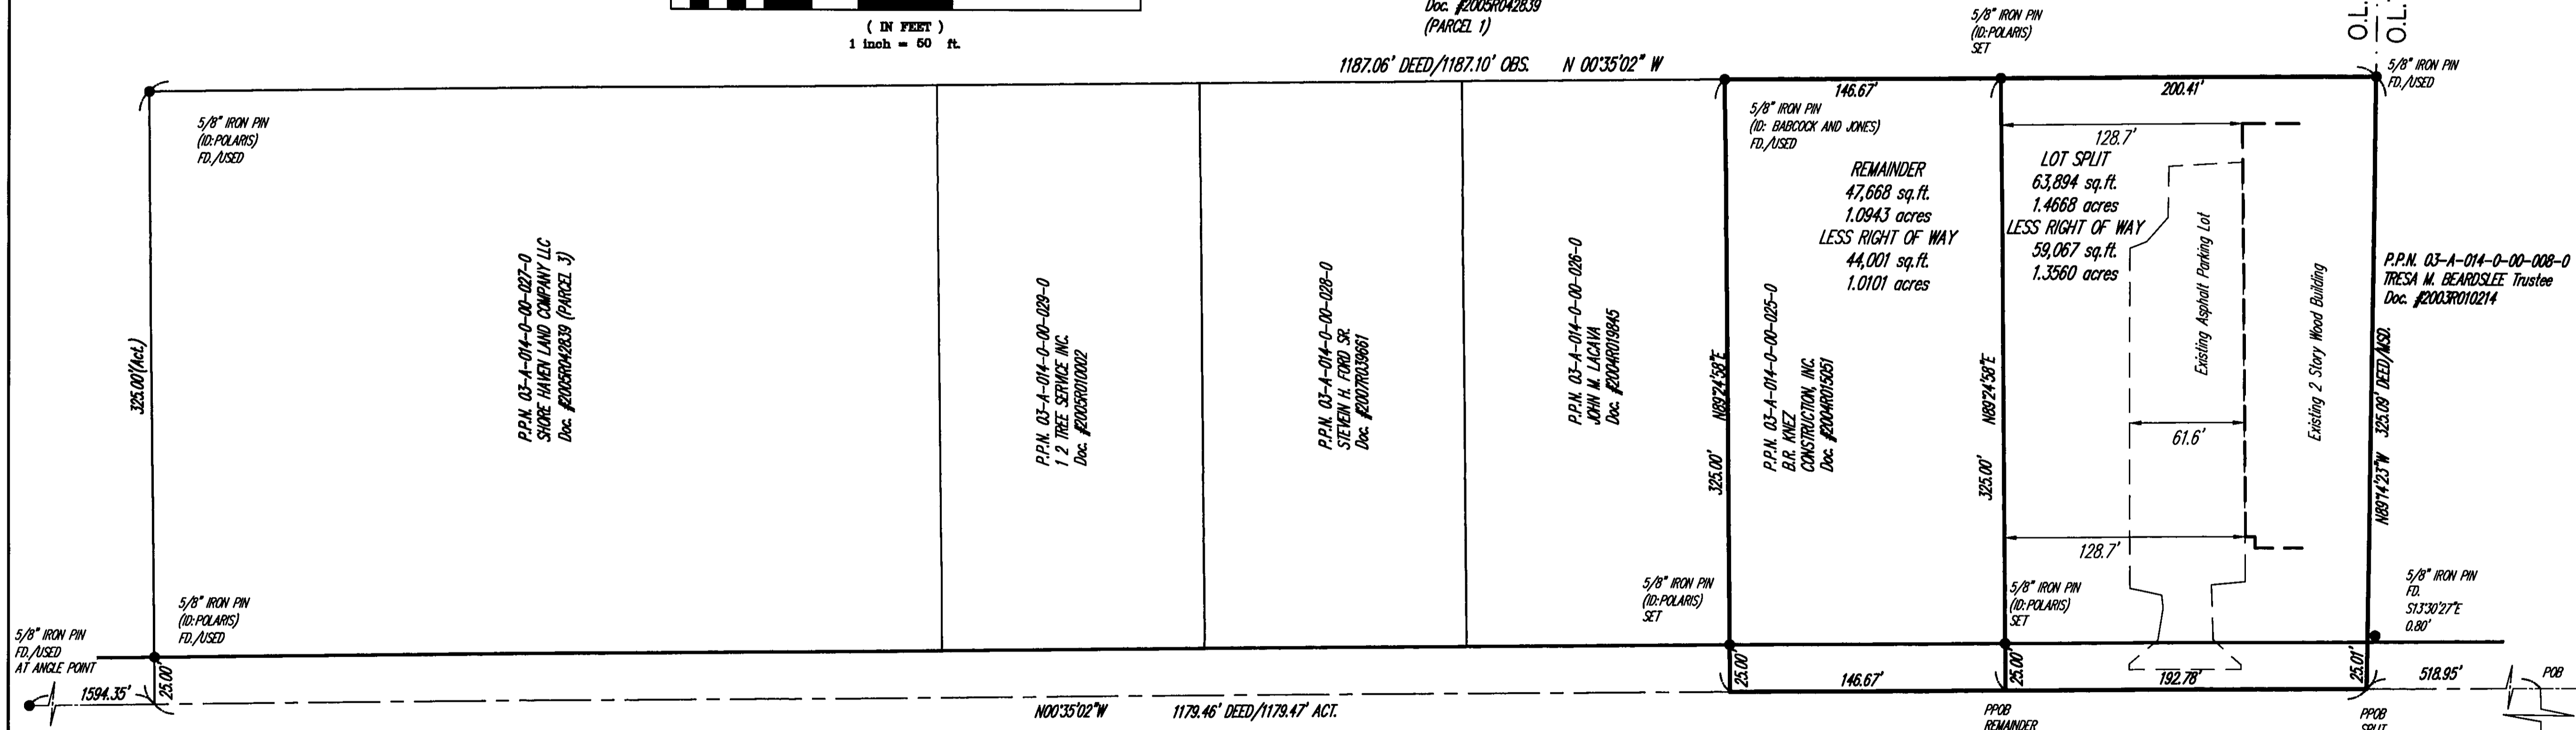 ( IN FEET )
1 inch = 50 ft.
Doc. #2005R042839
(PARCEL 1)
5/8" IRON PIN
(ID:POLARIS)
SET
O.L.
O.L.
5/8" IRON PIN
FD./USED
1187.06' DEED/1187.10' OBS. N 00°35'02" W
146.67'
200.41'
5/8" IRON PIN
(ID:POLARIS)
FD./USED
5/8" IRON PIN
(ID: BABCOCK AND JONES)
FD./USED
128.7'
REMAINDER
47,668 sq.ft.
1.0943 acres
LESS RIGHT OF WAY
44,001 sq.ft.
1.0101 acres
LOT SPLIT
63,894 sq.ft.
1.4668 acres
LESS RIGHT OF WAY
59,067 sq.ft.
1.3560 acres
325.00'(Act.)
P.P.N. 03-A-014-0-00-027-0
SHORE HAVEN LAND COMPANY LLC
Doc. #2005R042839 (PARCEL 3)
P.P.N. 03-A-014-0-00-029-0
1 2 TREE SERVICE INC.
Doc. #2005R010002
P.P.N. 03-A-014-0-00-028-0
STEVEIN H. FORD SR.
Doc. #2007R039661
P.P.N. 03-A-014-0-00-026-0
JOHN M. LACAVA
Doc. #2004R019845
325.00' N89°24'58"E
P.P.N. 03-A-014-0-00-025-0
B.R. KNEZ
CONSTRUCTION, INC.
Doc. #2004R015051
325.00' N89°24'58"E
Existing Asphalt Parking Lot
Existing 2 Story Wood Building
61.6'
128.7'
N89°14'23"W 325.09' DEED/MSD.
P.P.N. 03-A-014-0-00-008-0
TRESA M. BEARDSLEE Trustee
Doc. #2003R010214
5/8" IRON PIN
FD./USED
AT ANGLE POINT
5/8" IRON PIN
(ID:POLARIS)
FD./USED
5/8" IRON PIN
(ID:POLARIS)
SET
5/8" IRON PIN
(ID:POLARIS)
SET
5/8" IRON PIN
FD.
S13°30'27"E
0.80'
1594.35'
25.00'
25.00'
146.67'
25.00'
192.78'
25.01'
518.95'
POB
N00°35'02"W 1179.46' DEED/1179.47' ACT.
PPOB
REMAINDER
PPOB
SPLIT